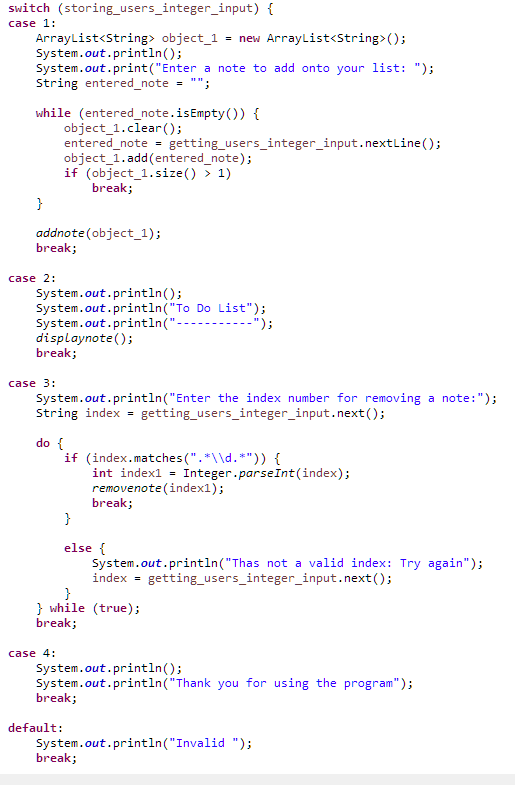 switch (storing_users_integer_input) {
case 1:
    ArrayList<String> object_1 = new ArrayList<String>();
    System.out.println();
    System.out.print("Enter a note to add onto your list: ");
    String entered_note = "";

    while (entered_note.isEmpty()) {
        object_1.clear();
        entered_note = getting_users_integer_input.nextLine();
        object_1.add(entered_note);
        if (object_1.size() > 1)
            break;
    }

    addnote(object_1);
    break;

case 2:
    System.out.println();
    System.out.println("To Do List");
    System.out.println("-----------");
    displaynote();
    break;

case 3:
    System.out.println("Enter the index number for removing a note:");
    String index = getting_users_integer_input.next();

    do {
        if (index.matches(".*\\d.*")) {
            int index1 = Integer.parseInt(index);
            removenote(index1);
            break;
        }

        else {
            System.out.println("Thas not a valid index: Try again");
            index = getting_users_integer_input.next();
        }
    } while (true);
    break;

case 4:
    System.out.println();
    System.out.println("Thank you for using the program");
    break;

default:
    System.out.println("Invalid ");
    break;